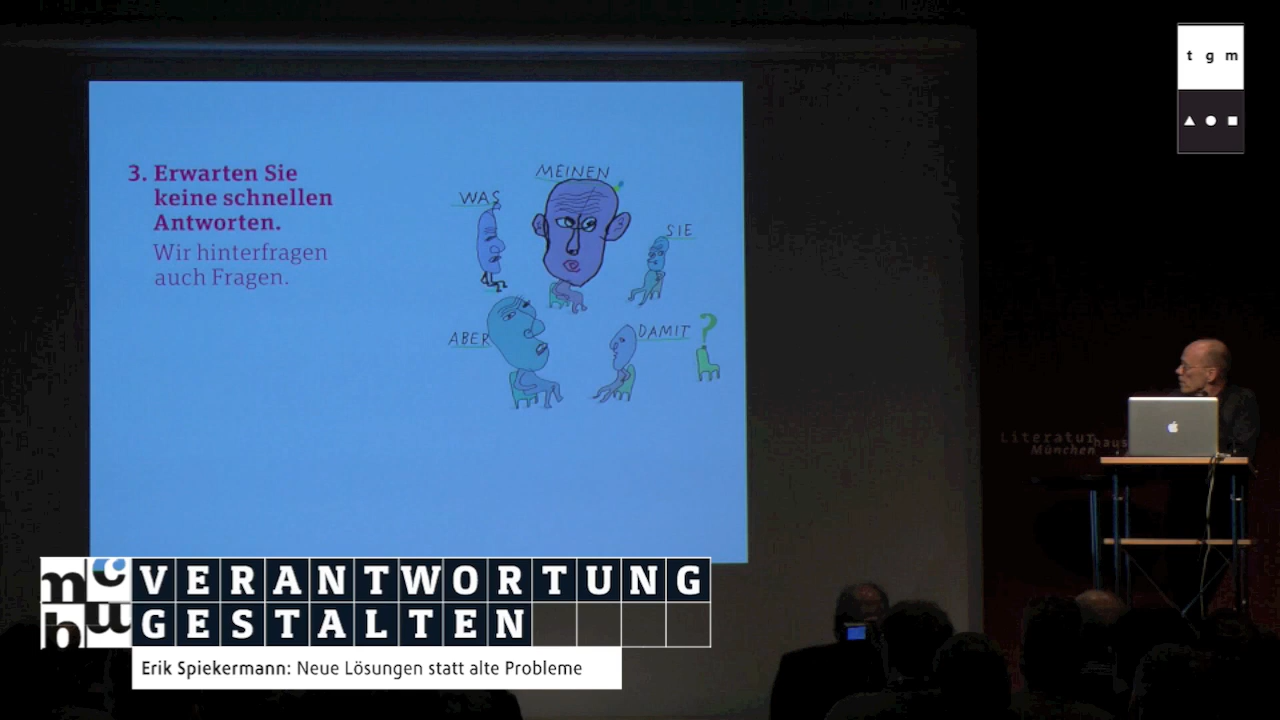 t g m
3. Erwarten Sie
keine schnellen
Antworten.
Wir hinterfragen
auch Fragen.
WAS
MEINEN
SIE
ABER
DAMIT
?
Literaturhaus
München
mcbw
VERANTWORTUNG
GESTALTEN
Erik Spiekermann: Neue Lösungen statt alte Probleme